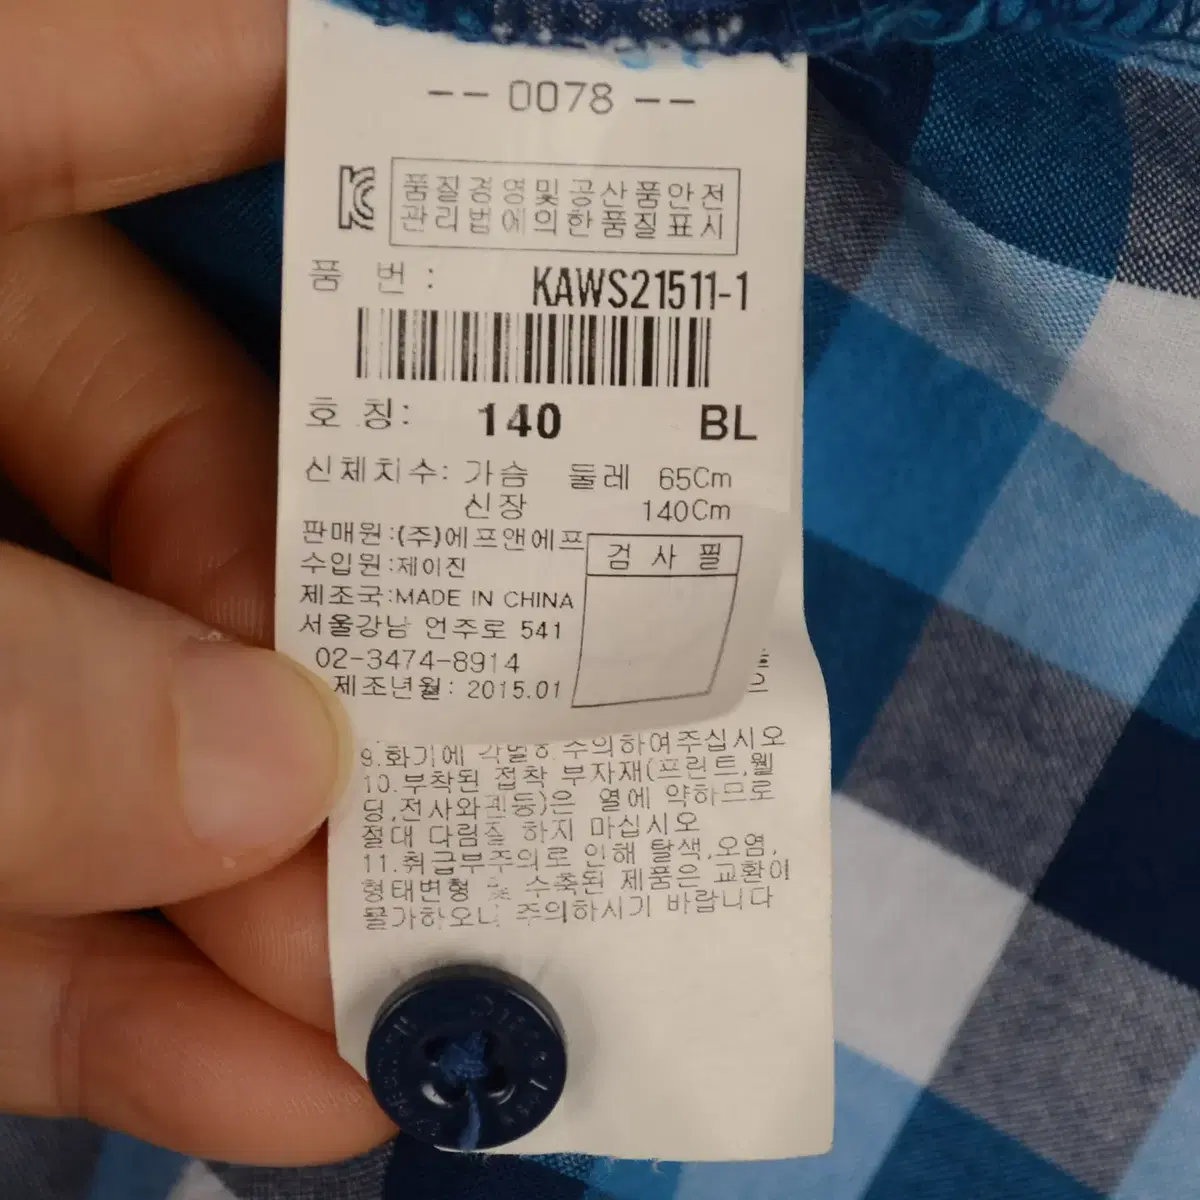 -- 0078 --
품질경영및공산품안전
관리법에의한품질표시
품 번 : KAWS21511-1
호 칭: 140 BL
신체치수: 가슴 둘레 65Cm
신장 140Cm
판매원:(주)에프앤에프
수입원:제이진
제조국:MADE IN CHINA
서울강남 언주로 541
02-3474-8914
제조년월: 2015.01
검 사 필
9.화기에 각별히 주의하여주십시오
10.부착된 접착 부자재(프린트,웰
딩,전사와펜등)은 열에 약하므로
절대 다림질 하지 마십시오
11.취급부주의로 인해 탈색,오염,
형태변형 및 수축된 제품은 교환이
불가하오니 주의하시기 바랍니다